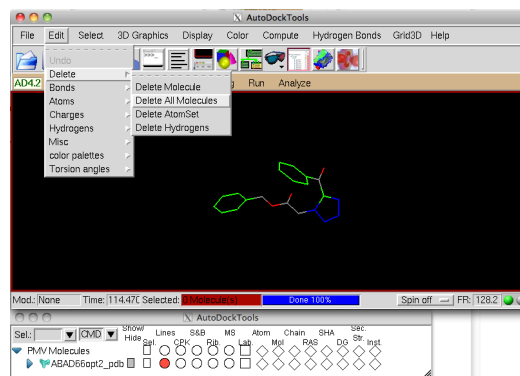 AutoDockTools
File Edit Select 3D Graphics Display Color Compute Hydrogen Bonds Grid3D Help
Undo
Delete
Bonds
Atoms
Charges
Hydrogens
Misc
color palettes
Torsion angles
Delete Molecule
Delete All Molecules
Delete AtomSet
Delete Hydrogens
AD4.2 Run Analyze
Mod.: None Time: 114.470 Selected: 0 Molecule(s) Done 100% Spin off FR: 128.2
AutoDockTools
Sel.: CMD Show/ Lines S&B MS Atom Chain SHA Sec.
Hide Sel. CPK Rib. Lab. Mol RAS DG Str. Inst.
PMV Molecules
ABAD66opt2_pdb